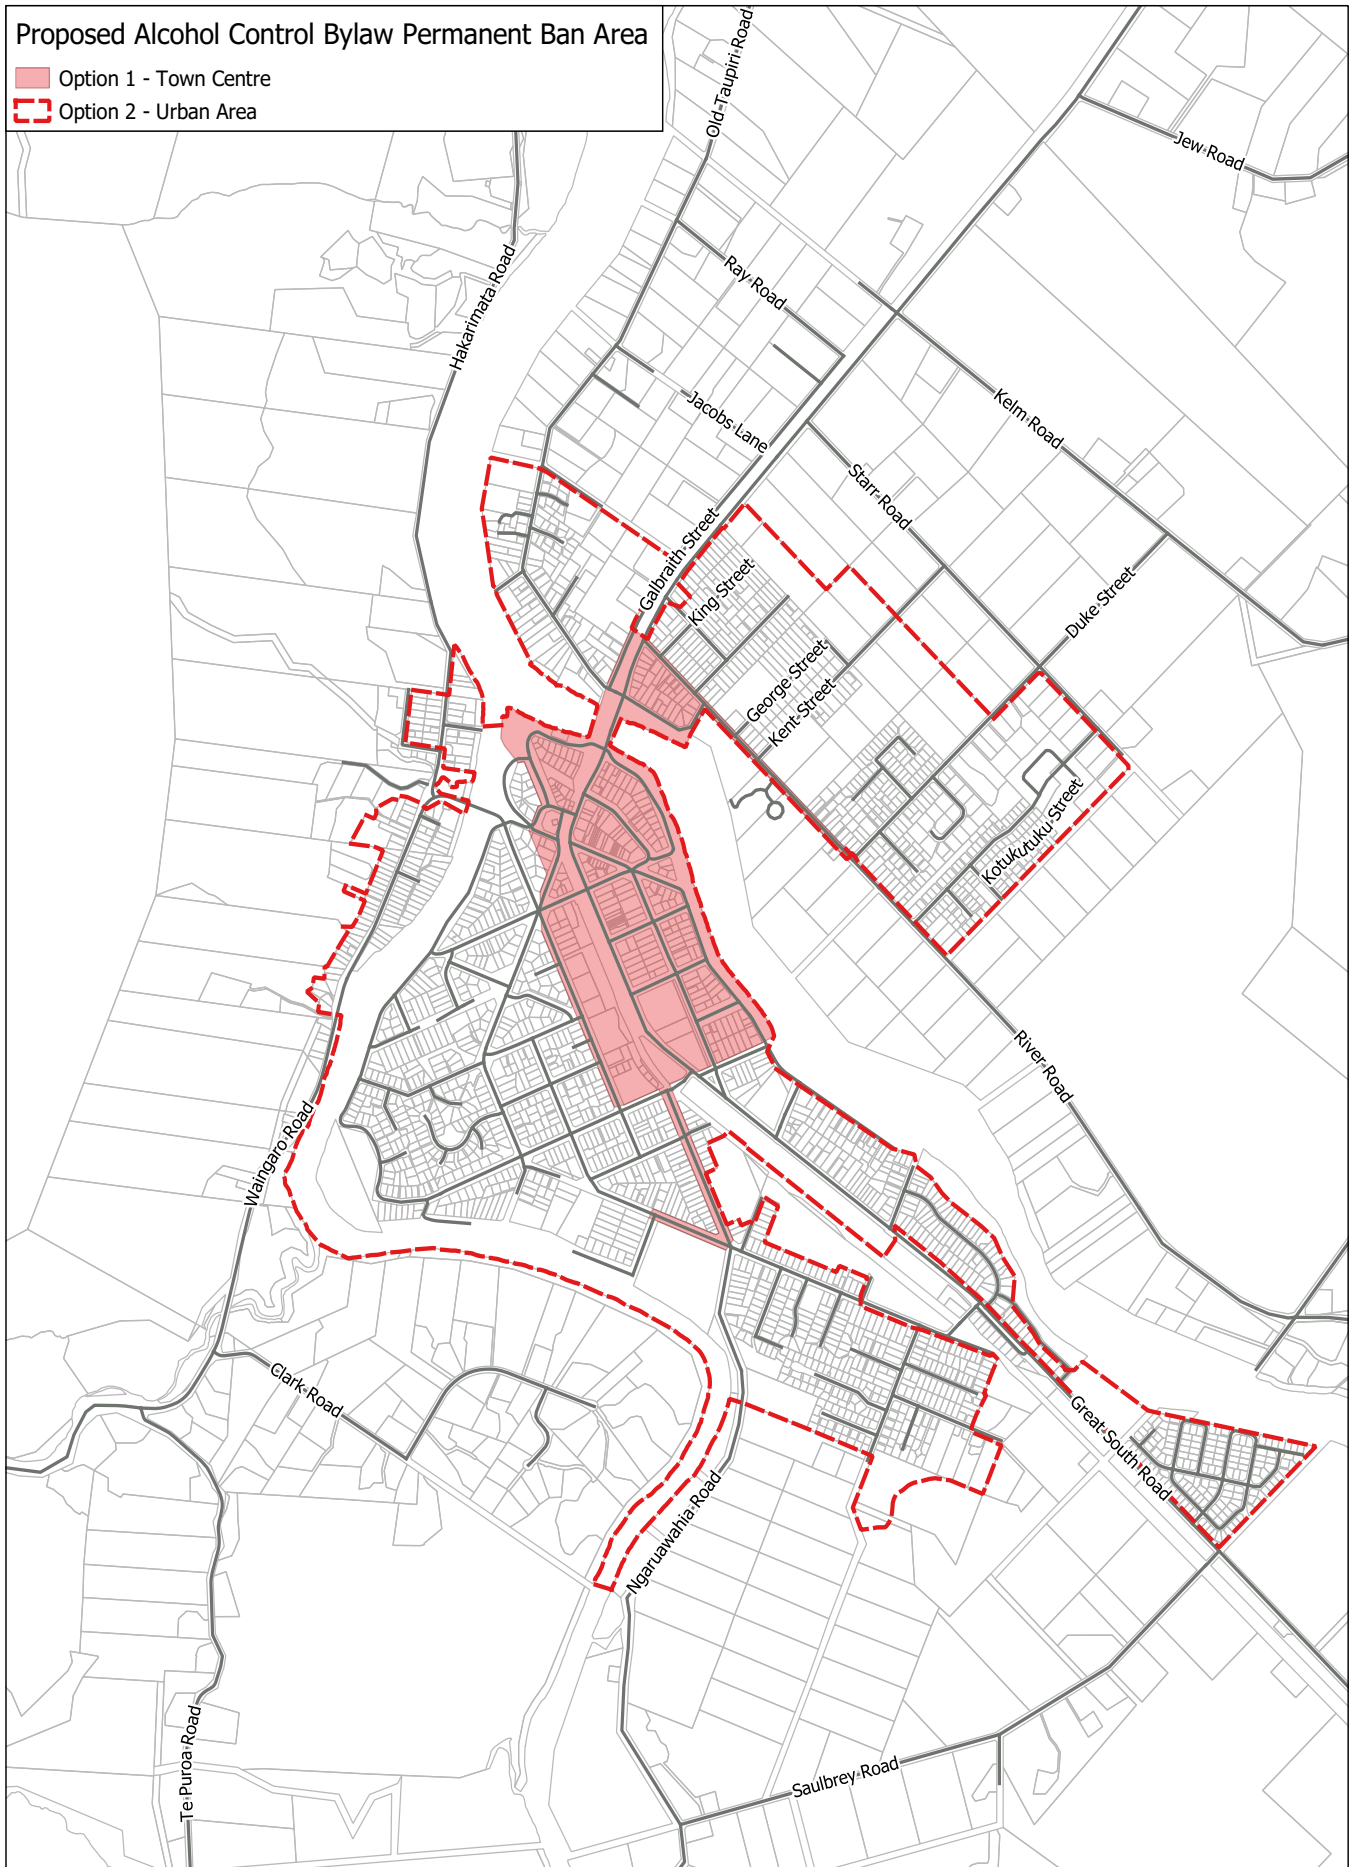 Proposed Alcohol Control Bylaw Permanent Ban Area
Option 1 - Town Centre
Option 2 - Urban Area
Old Taupiri Road
Jew Road
Hakarimata Road
Ray Road
Jacobs Lane
Kelm Road
Starr Road
Galbraith Street
King Street
Duke Street
George Street
Kent Street
Kotukutuku Street
River Road
Waingaro Road
Clark Road
Great South Road
Ngaruawahia Road
Te Puroa Road
Saulbrey Road